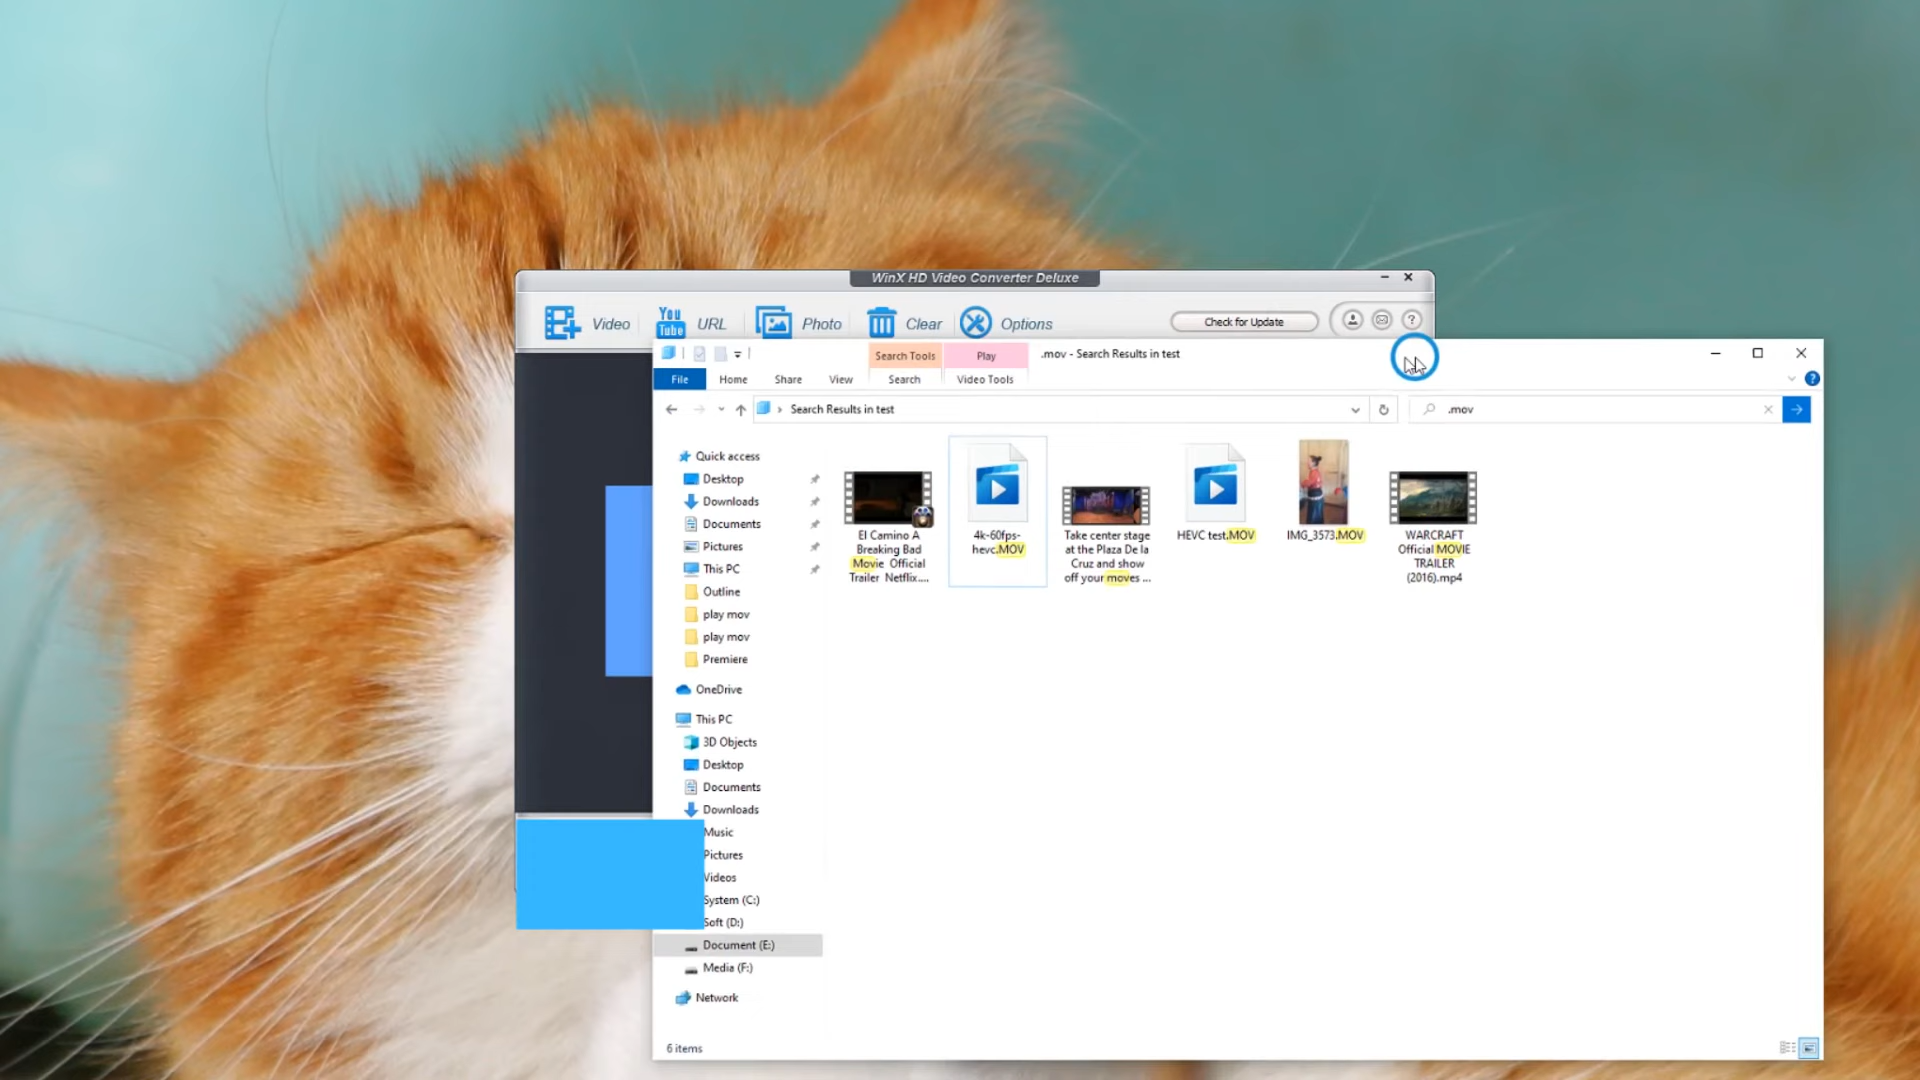 WinX HD Video Converter Deluxe
Video
You Tube URL
Photo
Clear
Options
Check for Update
?
Search Tools
Play
.mov - Search Results in test
File
Home
Share
View
Search
Video Tools
?
Search Results in test
.mov
Quick access
Desktop
Downloads
Documents
Pictures
This PC
Outline
play mov
play mov
Premiere
OneDrive
This PC
3D Objects
Desktop
Documents
Downloads
Music
Pictures
Videos
System (C:)
Soft (D:)
Document (E:)
Media (F:)
Network
El Camino A
Breaking Bad
Movie Official
Trailer Netflix....
4k-60fps-
hevc.MOV
Take center stage
at the Plaza De la
Cruz and show
off your moves ...
HEVC test.MOV
IMG_3573.MOV
WARCRAFT
Official MOVIE
TRAILER
(2016).mp4
6 items